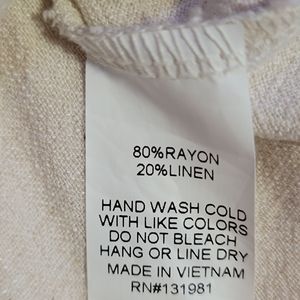 80%RAYON
20%LINEN
HAND WASH COLD
WITH LIKE COLORS
DO NOT BLEACH
HANG OR LINE DRY
MADE IN VIETNAM
RN#131981